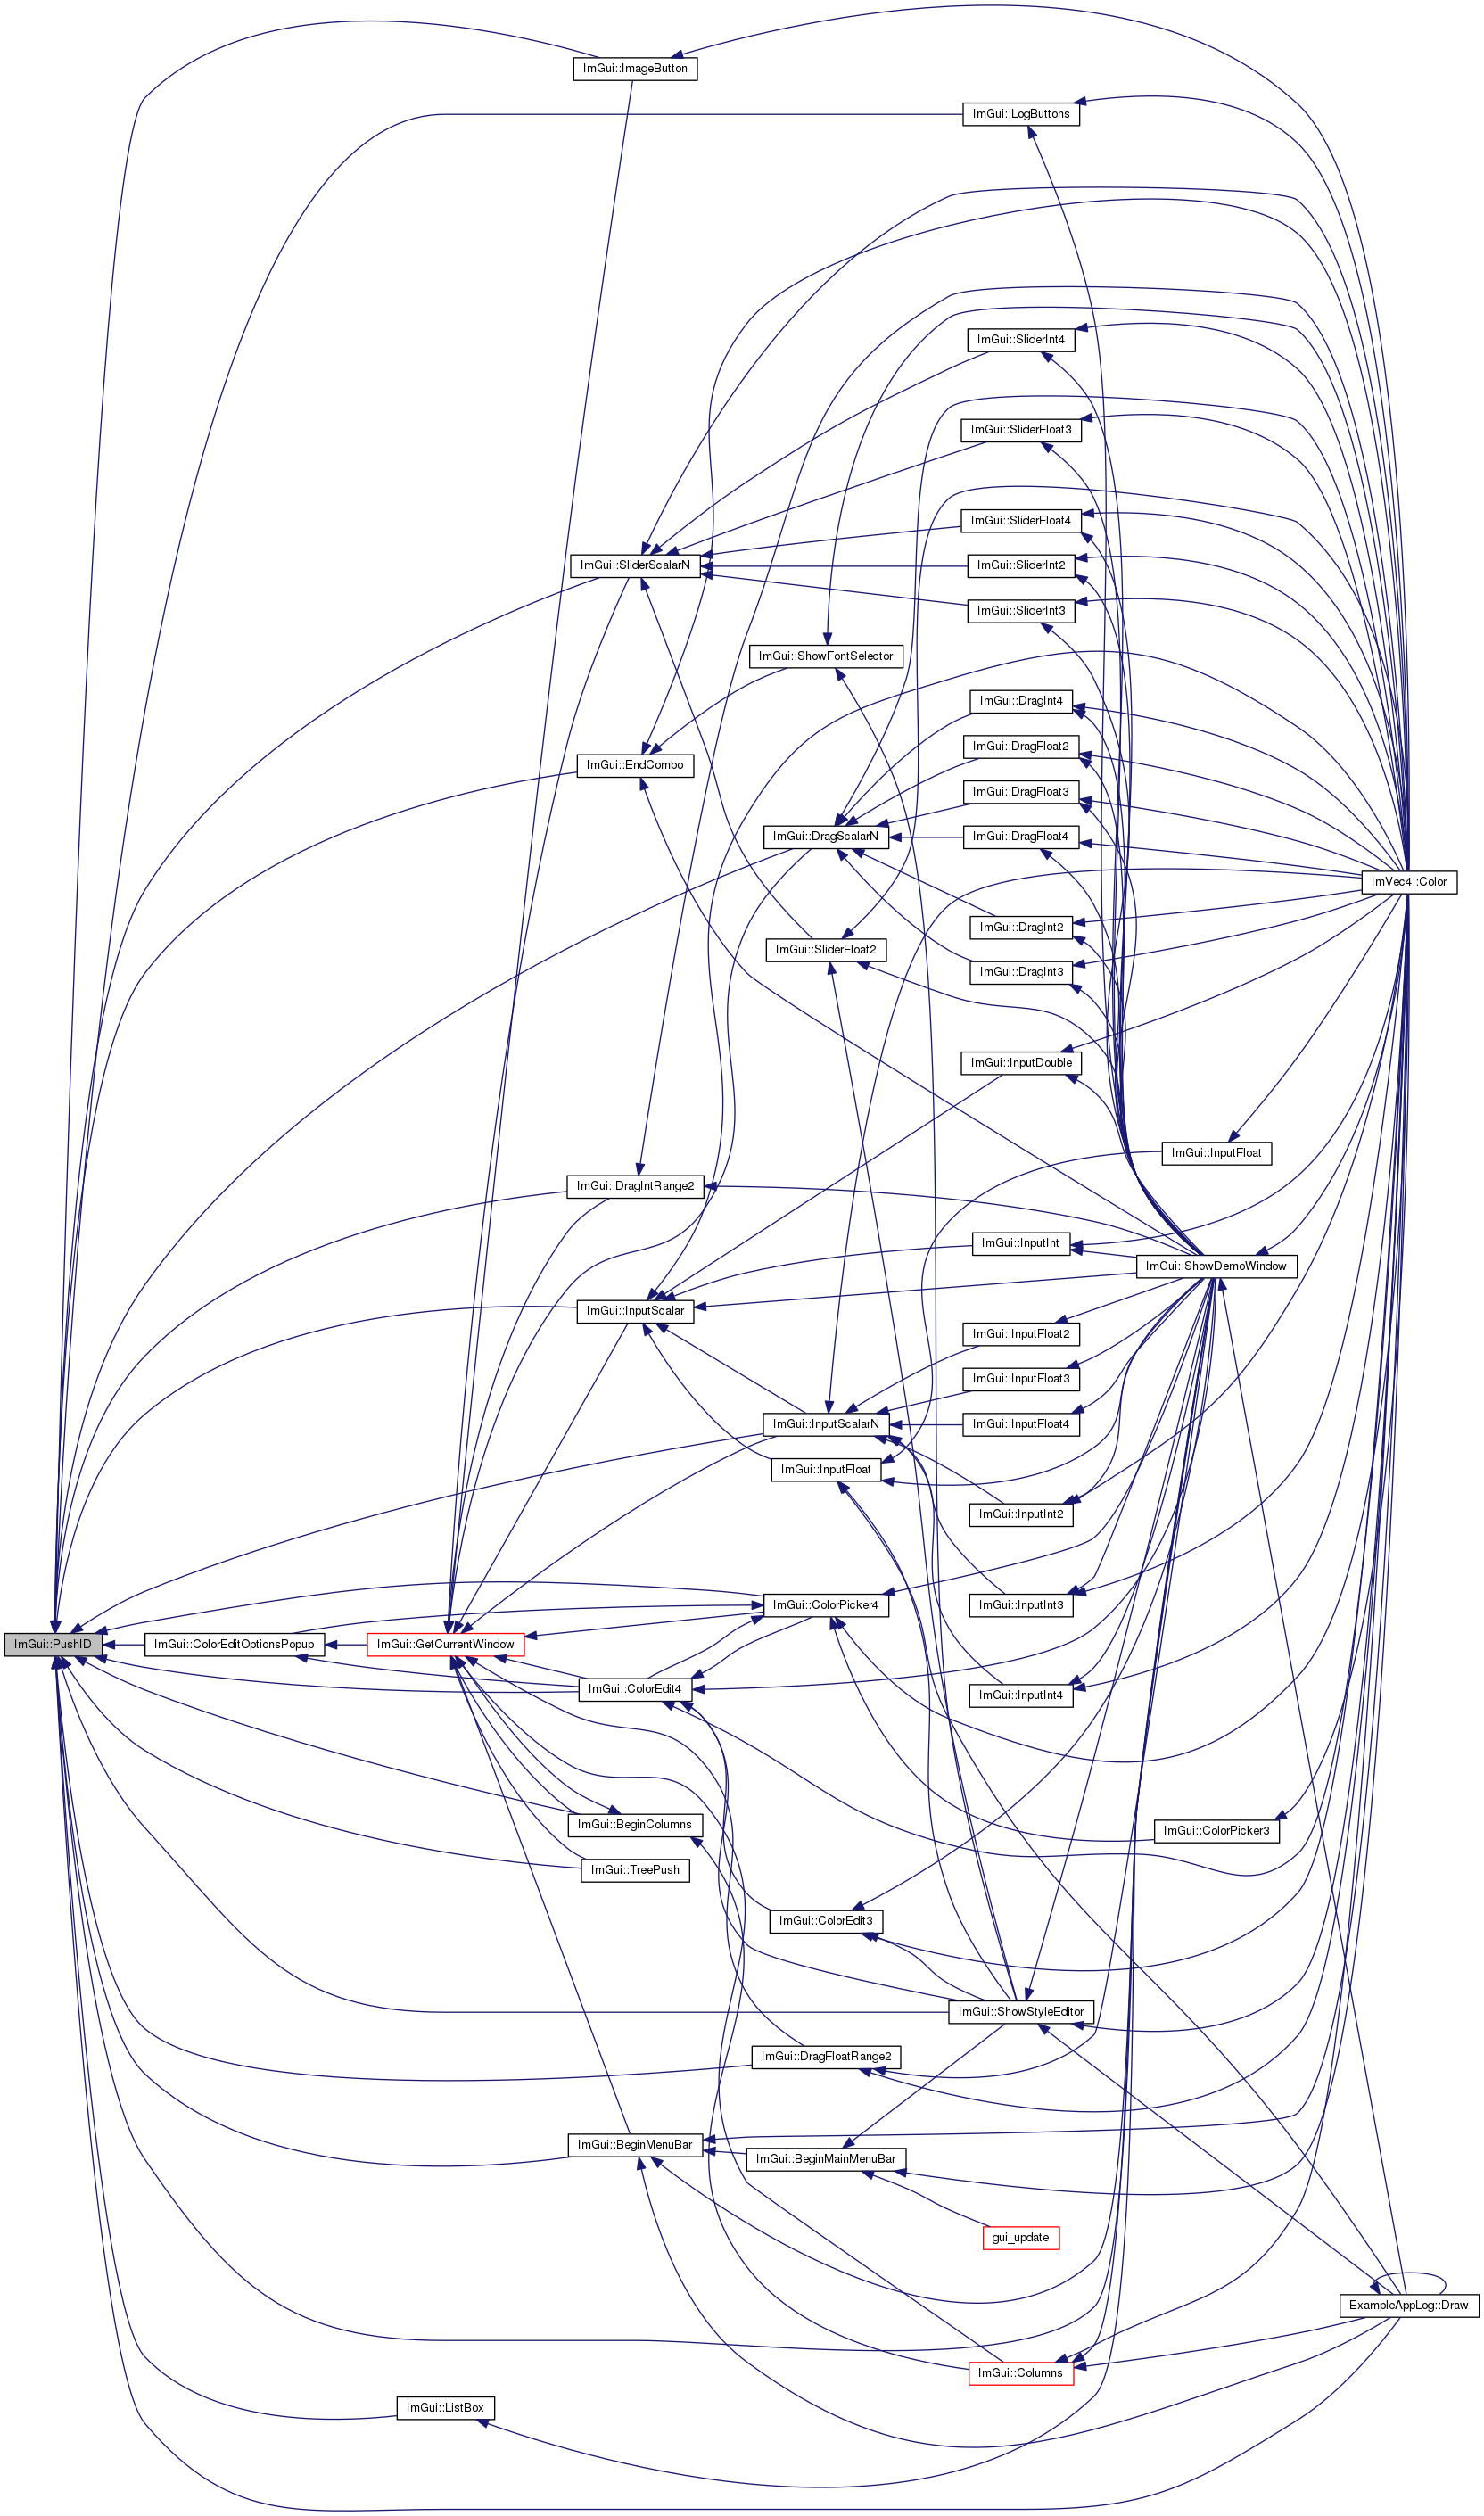 ImGui::ImageButton
ImGui::LogButtons
ImGui::SliderInt4
ImGui::SliderFloat3
ImGui::SliderFloat4
ImGui::SliderScalarN
ImGui::SliderInt2
ImGui::SliderInt3
ImGui::ShowFontSelector
ImGui::DragInt4
ImGui::DragFloat2
ImGui::EndCombo
ImGui::DragFloat3
ImGui::DragScalarN
ImGui::DragFloat4
ImVec4::Color
ImGui::DragInt2
ImGui::SliderFloat2
ImGui::DragInt3
ImGui::InputDouble
ImGui::InputFloat
ImGui::DragIntRange2
ImGui::InputInt
ImGui::ShowDemoWindow
ImGui::InputScalar
ImGui::InputFloat2
ImGui::InputFloat3
ImGui::InputScalarN
ImGui::InputFloat4
ImGui::InputFloat
ImGui::InputInt2
ImGui::ColorPicker4
ImGui::InputInt3
ImGui::PushID
ImGui::ColorEditOptionsPopup
ImGui::GetCurrentWindow
ImGui::ColorEdit4
ImGui::InputInt4
ImGui::BeginColumns
ImGui::ColorPicker3
ImGui::TreePush
ImGui::ColorEdit3
ImGui::ShowStyleEditor
ImGui::DragFloatRange2
ImGui::BeginMenuBar
ImGui::BeginMainMenuBar
gui_update
ExampleAppLog::Draw
ImGui::Columns
ImGui::ListBox